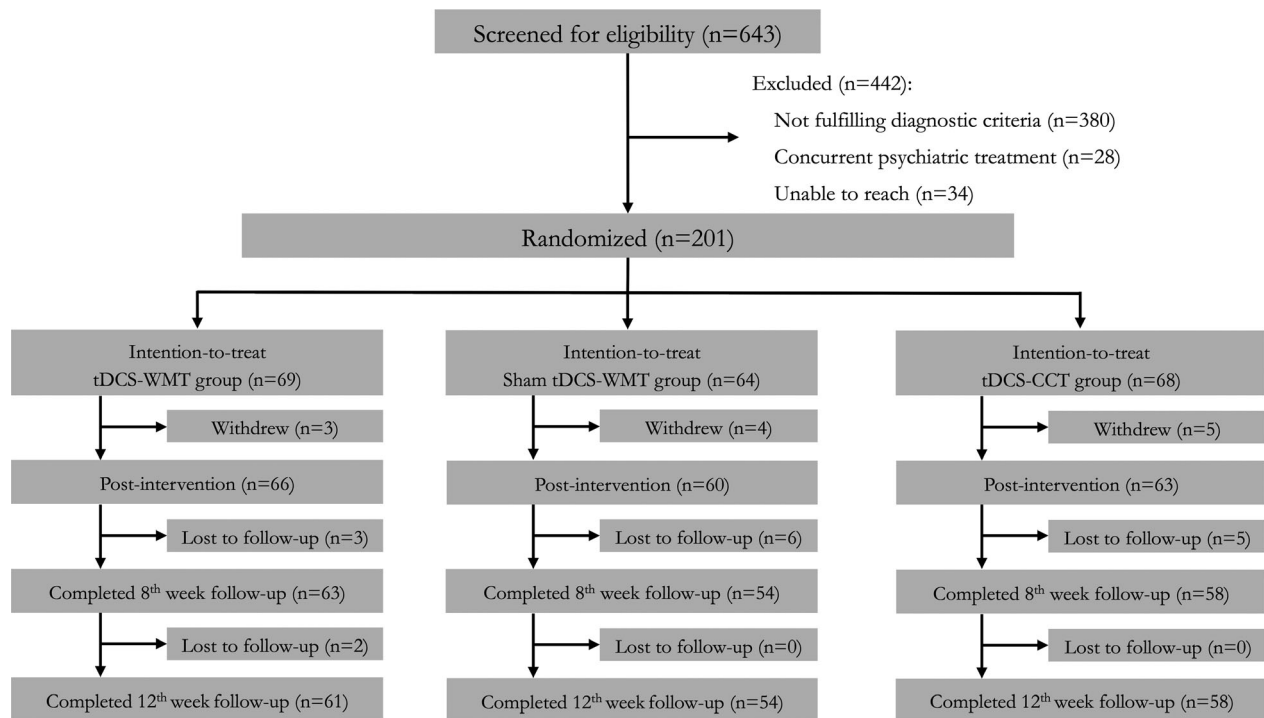 Screened for eligibility (n=643)
Excluded (n=442):
Not fulfilling diagnostic criteria (n=380)
Concurrent psychiatric treatment (n=28)
Unable to reach (n=34)
Randomized (n=201)
Intention-to-treat
tDCS-WMT group (n=69)
Withdrew (n=3)
Post-intervention (n=66)
Lost to follow-up (n=3)
Completed 8th week follow-up (n=63)
Lost to follow-up (n=2)
Completed 12th week follow-up (n=61)
Intention-to-treat
Sham tDCS-WMT group (n=64)
Withdrew (n=4)
Post-intervention (n=60)
Lost to follow-up (n=6)
Completed 8th week follow-up (n=54)
Lost to follow-up (n=0)
Completed 12th week follow-up (n=54)
Intention-to-treat
tDCS-CCT group (n=68)
Withdrew (n=5)
Post-intervention (n=63)
Lost to follow-up (n=5)
Completed 8th week follow-up (n=58)
Lost to follow-up (n=0)
Completed 12th week follow-up (n=58)